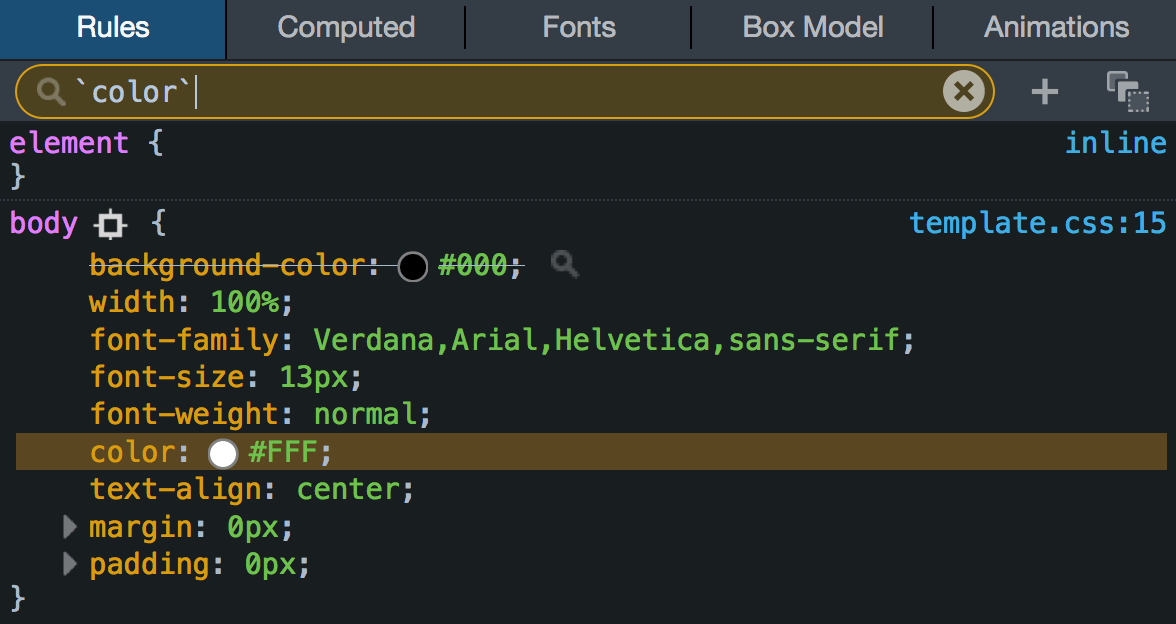 Rules Computed Fonts Box Model Animations
`color`
element { inline
}
body { template.css:15
background-color: #000;
width: 100%;
font-family: Verdana,Arial,Helvetica,sans-serif;
font-size: 13px;
font-weight: normal;
color: #FFF;
text-align: center;
margin: 0px;
padding: 0px;
}